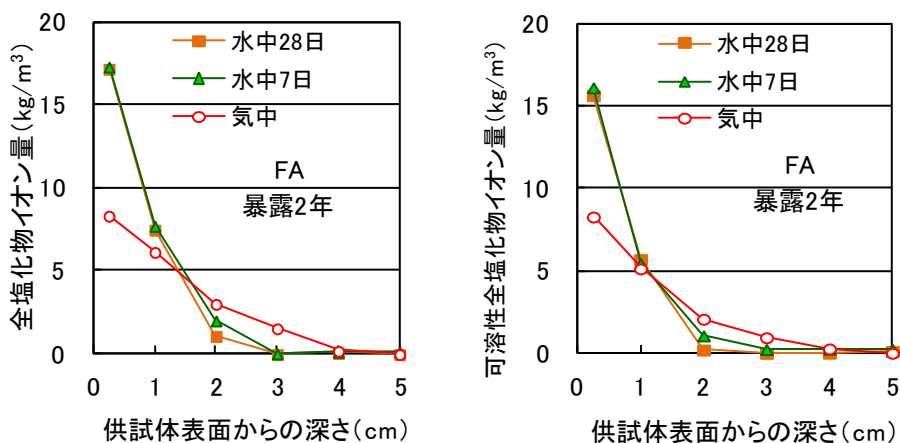 全塩化物イオン量(kg/m³)
20
15
10
5
0
水中28日
水中7日
気中
FA
暴露2年
0 1 2 3 4 5
供試体表面からの深さ(cm)
可溶性全塩化物イオン量(kg/m³)
20
15
10
5
0
水中28日
水中7日
気中
FA
暴露2年
0 1 2 3 4 5
供試体表面からの深さ(cm)